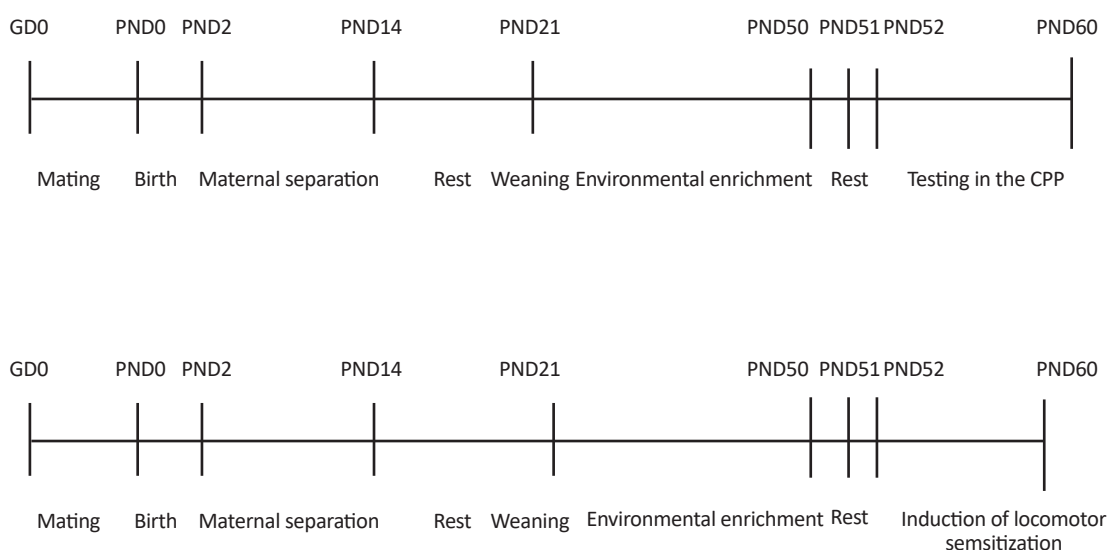 GD0 PND0 PND2 PND14 PND21 PND50 PND51 PND52 PND60
Mating Birth Maternal separation Rest Weaning Environmental enrichment Rest Testing in the CPP
GD0 PND0 PND2 PND14 PND21 PND50 PND51 PND52 PND60
Mating Birth Maternal separation Rest Weaning Environmental enrichment Rest Induction of locomotor
semsitization